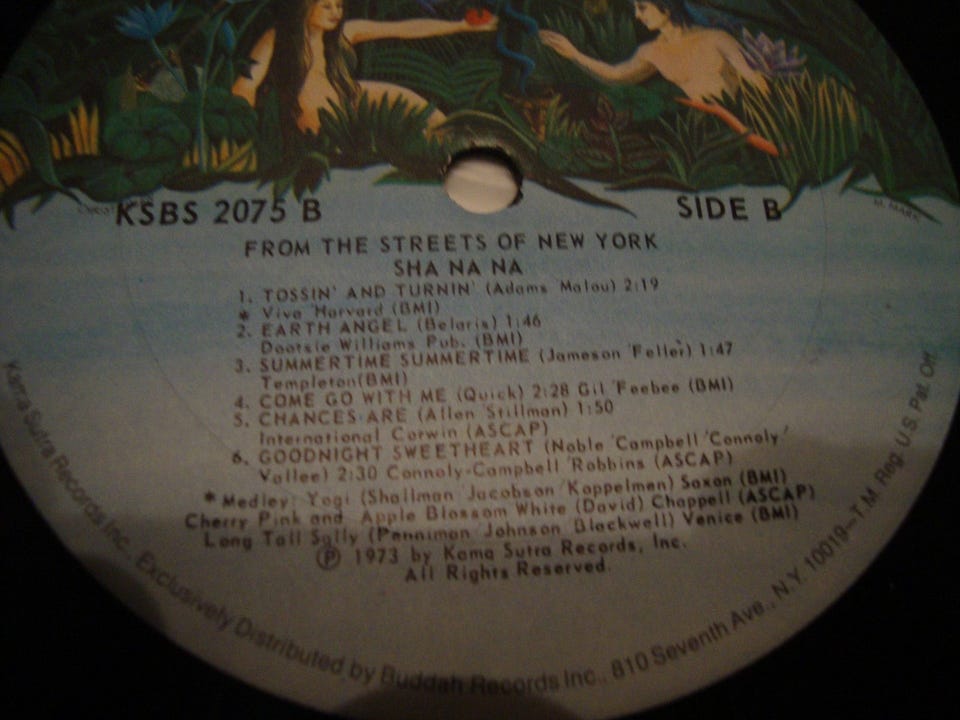 KSBS 2075 B
SIDE B
M. MARK
FROM THE STREETS OF NEW YORK
SHA NA NA
1. TOSSIN' AND TURNIN' (Adams/Malou) 2:19
* Viva/Harvard (BMI)
2. EARTH ANGEL (Belaris) 1:46
Dootsie Williams Pub. (BMI)
3. SUMMERTIME SUMMERTIME (Jameson/Feller) 1:47
Templeton(BMI)
4. COME GO WITH ME (Quick) 2:28 Gil/Feebee (BMI)
5. CHANCES ARE (Allen/Stillman) 1:50
International Corwin (ASCAP)
6. GOODNIGHT SWEETHEART (Noble/Campbell/Connoly/
Vallee) 2:30 Connoly-Campbell/Robbins (ASCAP)
* Medley: Yogi (Shallman/Jacobson/Koppelmen) Saxon (BMI)
Cherry Pink and Apple Blossom White (David) Chappell (ASCAP)
Long Tall Sally (Penniman/Johnson/Blackwell) Venice (BMI)
Ⓟ 1973 by Kama Sutra Records, Inc.
All Rights Reserved.
Kama Sutra Records Inc. Exclusively Distributed by Buddah Records Inc., 810 Seventh Ave., N.Y. 10019—T.M. Reg. U.S. Pat. Off